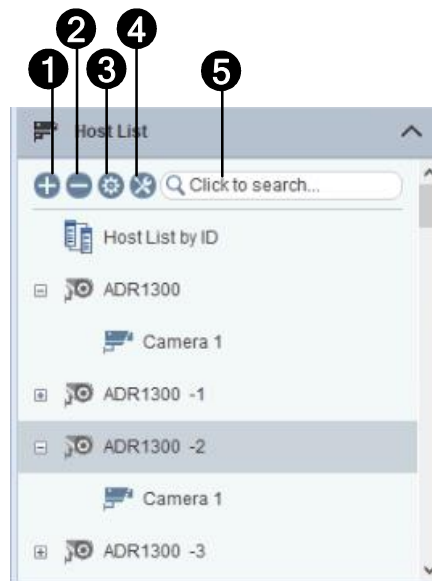 2 4
1 3 5
Host List
Click to search...
Host List by ID
ADR1300
Camera 1
ADR1300 -1
ADR1300 -2
Camera 1
ADR1300 -3